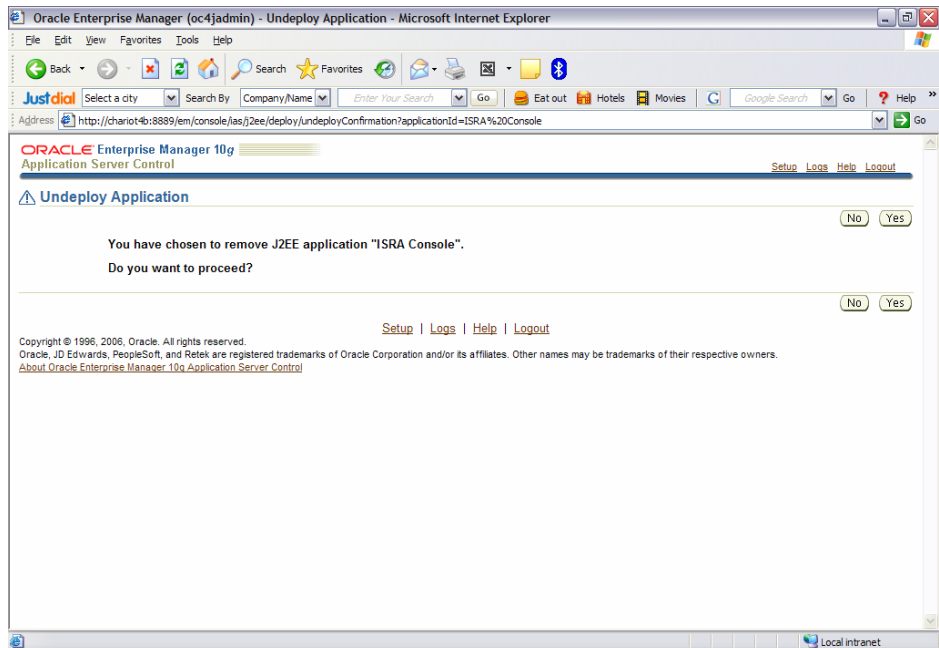 Oracle Enterprise Manager (oc4jadmin) - Undeploy Application - Microsoft Internet Explorer
File Edit View Favorites Tools Help
Back Search Favorites
Justdial Select a city Search By Company/Name Enter Your Search Go Eat out Hotels Movies G Google Search Go ? Help »
Address http://chariot4b:8889/em/console/ias/j2ee/deploy/undeployConfirmation?applicationId=ISRA%20Console Go
ORACLE Enterprise Manager 10g
Application Server Control
Setup Logs Help Logout
Undeploy Application
No Yes
You have chosen to remove J2EE application "ISRA Console".
Do you want to proceed?
No Yes
Setup | Logs | Help | Logout
Copyright © 1996, 2006, Oracle. All rights reserved.
Oracle, JD Edwards, PeopleSoft, and Retek are registered trademarks of Oracle Corporation and/or its affiliates. Other names may be trademarks of their respective owners.
About Oracle Enterprise Manager 10g Application Server Control
Local intranet